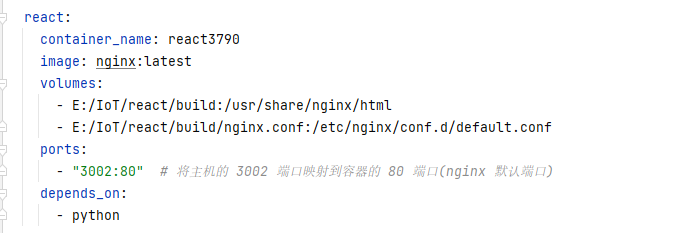 react:
container_name: react3790
image: nginx:latest
volumes:
- E:/IoT/react/build:/usr/share/nginx/html
- E:/IoT/react/build/nginx.conf:/etc/nginx/conf.d/default.conf
ports:
- "3002:80"  # 将主机的 3002 端口映射到容器的 80 端口(nginx 默认端口)
depends_on:
- python